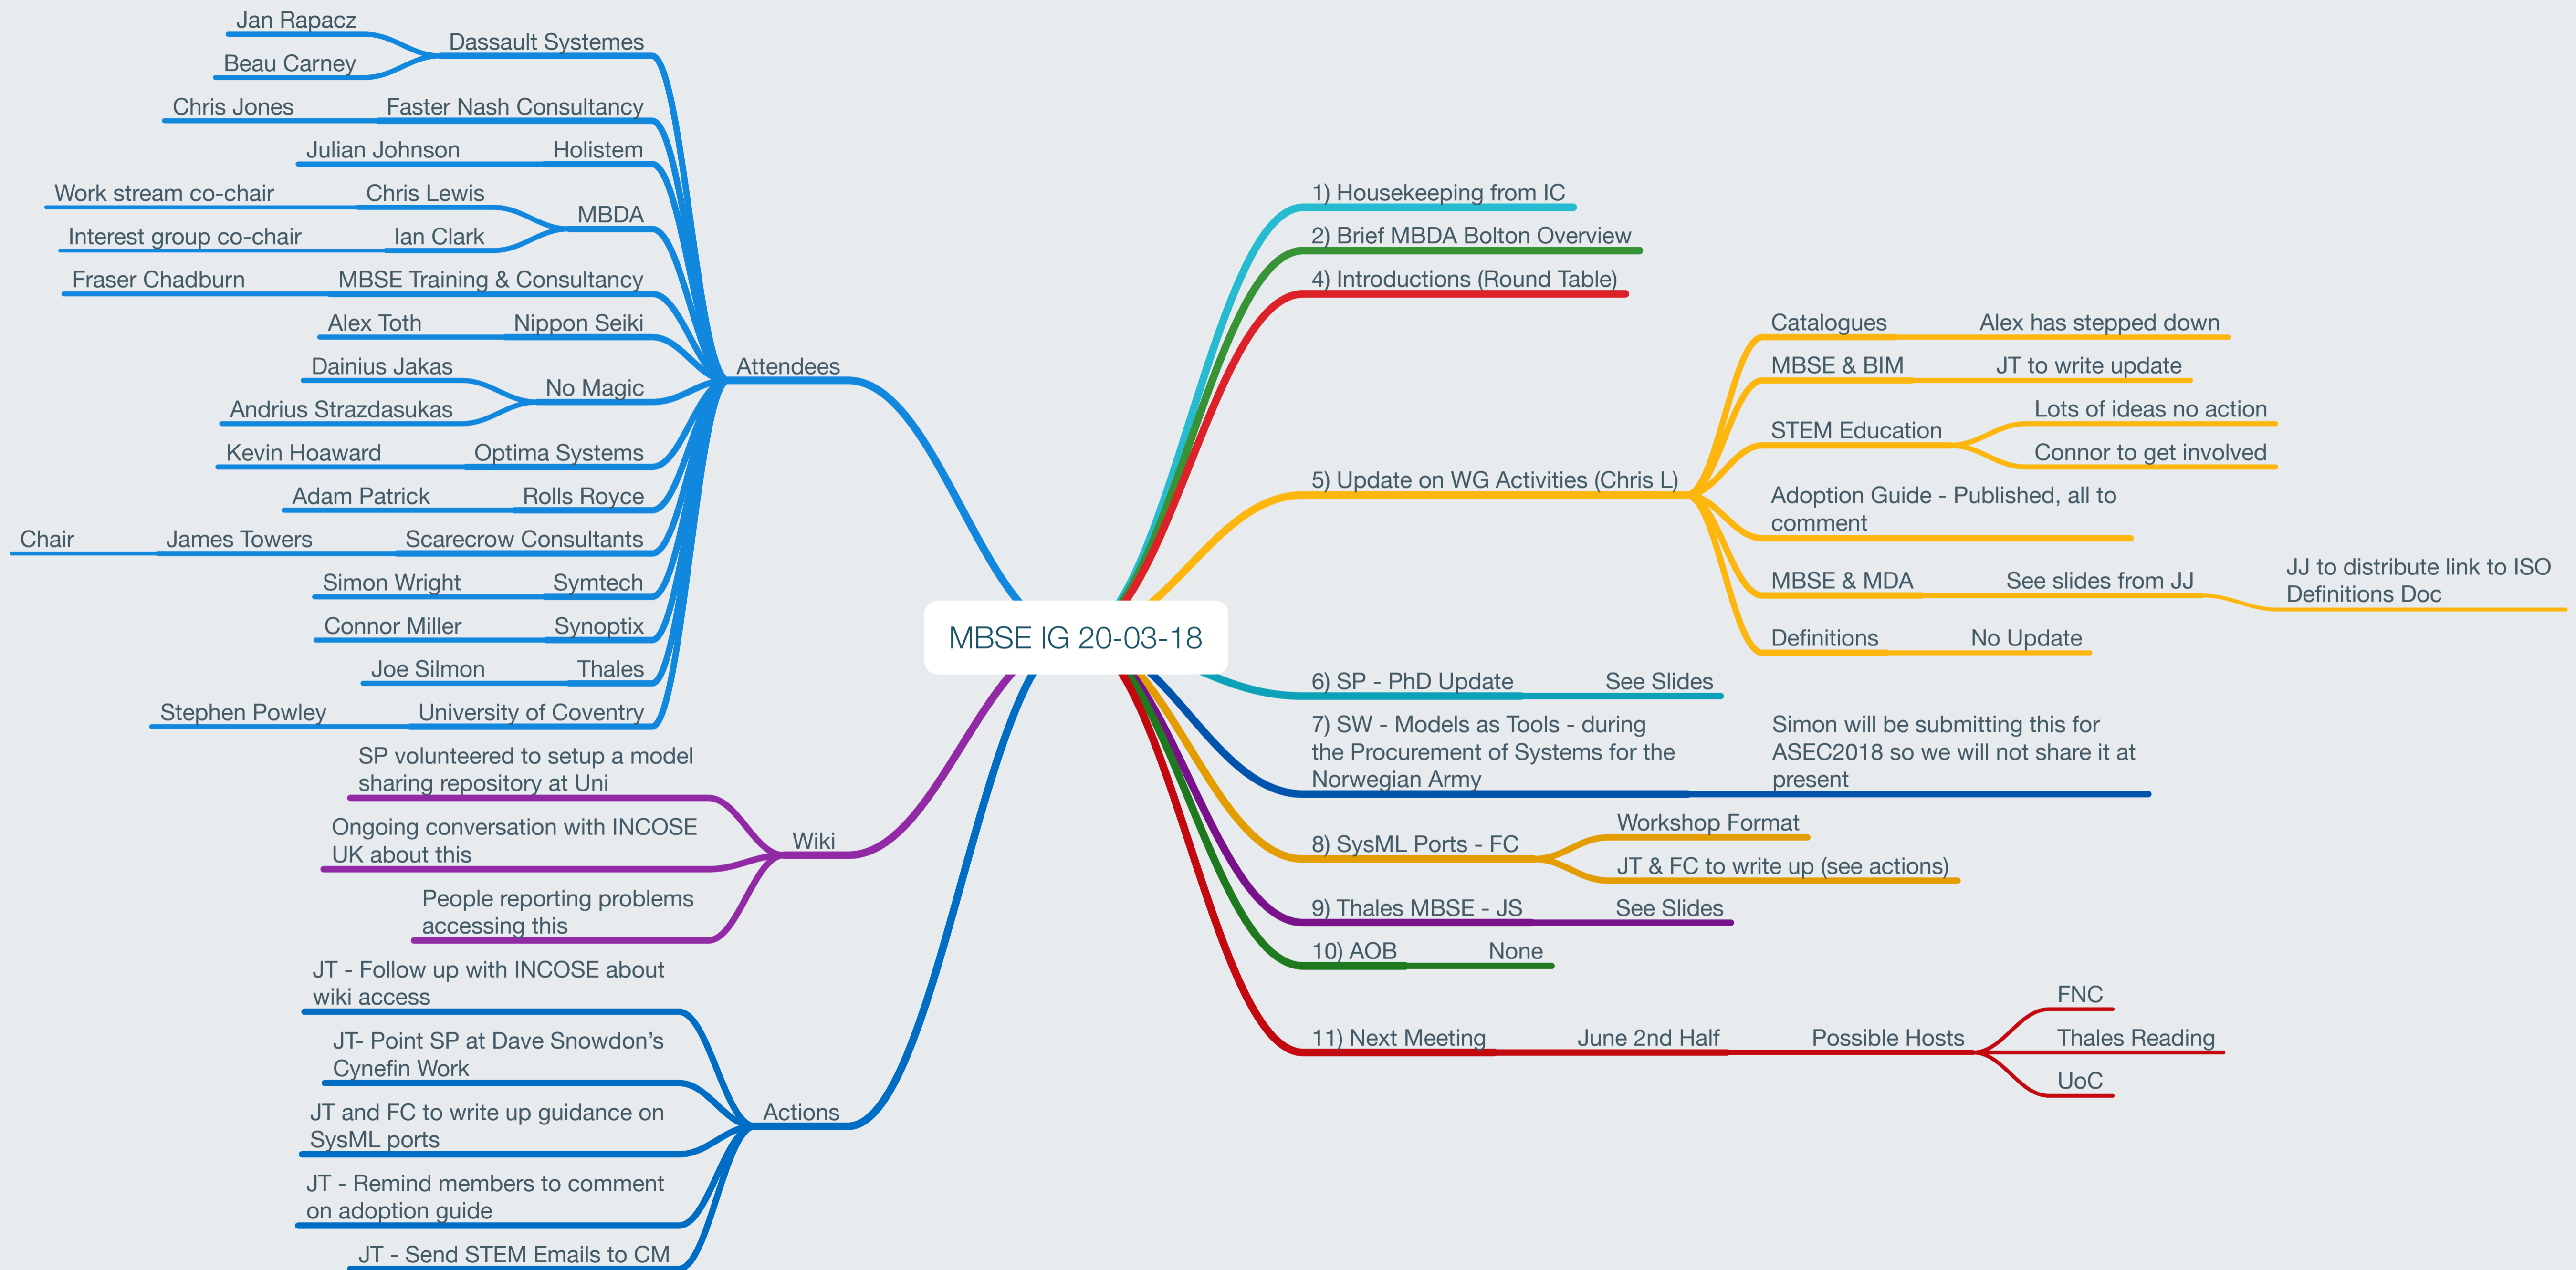 MBSE IG 20-03-18
Attendees
Dassault Systemes
Jan Rapacz
Beau Carney
Faster Nash Consultancy
Chris Jones
Holistem
Julian Johnson
MBDA
Chris Lewis
Work stream co-chair
Ian Clark
Interest group co-chair
MBSE Training & Consultancy
Fraser Chadburn
Nippon Seiki
Alex Toth
No Magic
Dainius Jakas
Andrius Strazdasukas
Optima Systems
Kevin Hoaward
Rolls Royce
Adam Patrick
Scarecrow Consultants
James Towers
Chair
Symtech
Simon Wright
Synoptix
Connor Miller
Thales
Joe Silmon
University of Coventry
Stephen Powley
Wiki
SP volunteered to setup a model
sharing repository at Uni
Ongoing conversation with INCOSE
UK about this
People reporting problems
accessing this
Actions
JT - Follow up with INCOSE about
wiki access
JT- Point SP at Dave Snowdon’s
Cynefin Work
JT and FC to write up guidance on
SysML ports
JT - Remind members to comment
on adoption guide
JT - Send STEM Emails to CM
1) Housekeeping from IC
2) Brief MBDA Bolton Overview
4) Introductions (Round Table)
5) Update on WG Activities (Chris L)
Catalogues
Alex has stepped down
MBSE & BIM
JT to write update
STEM Education
Lots of ideas no action
Connor to get involved
Adoption Guide - Published, all to
comment
MBSE & MDA
See slides from JJ
JJ to distribute link to ISO
Definitions Doc
Definitions
No Update
6) SP - PhD Update
See Slides
7) SW - Models as Tools - during
the Procurement of Systems for the
Norwegian Army
Simon will be submitting this for
ASEC2018 so we will not share it at
present
8) SysML Ports - FC
Workshop Format
JT & FC to write up (see actions)
9) Thales MBSE - JS
See Slides
10) AOB
None
11) Next Meeting
June 2nd Half
Possible Hosts
FNC
Thales Reading
UoC